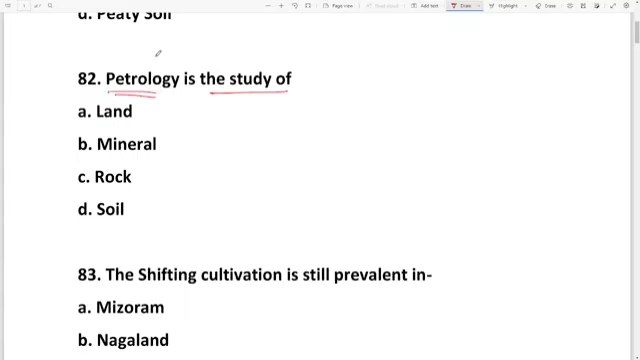 Page view
Read aloud
Add text
Draw
Highlight
Erase
d. Peaty Soil
82. Petrology is the study of
a. Land
b. Mineral
c. Rock
d. Soil
83. The Shifting cultivation is still prevalent in-
a. Mizoram
b. Nagaland